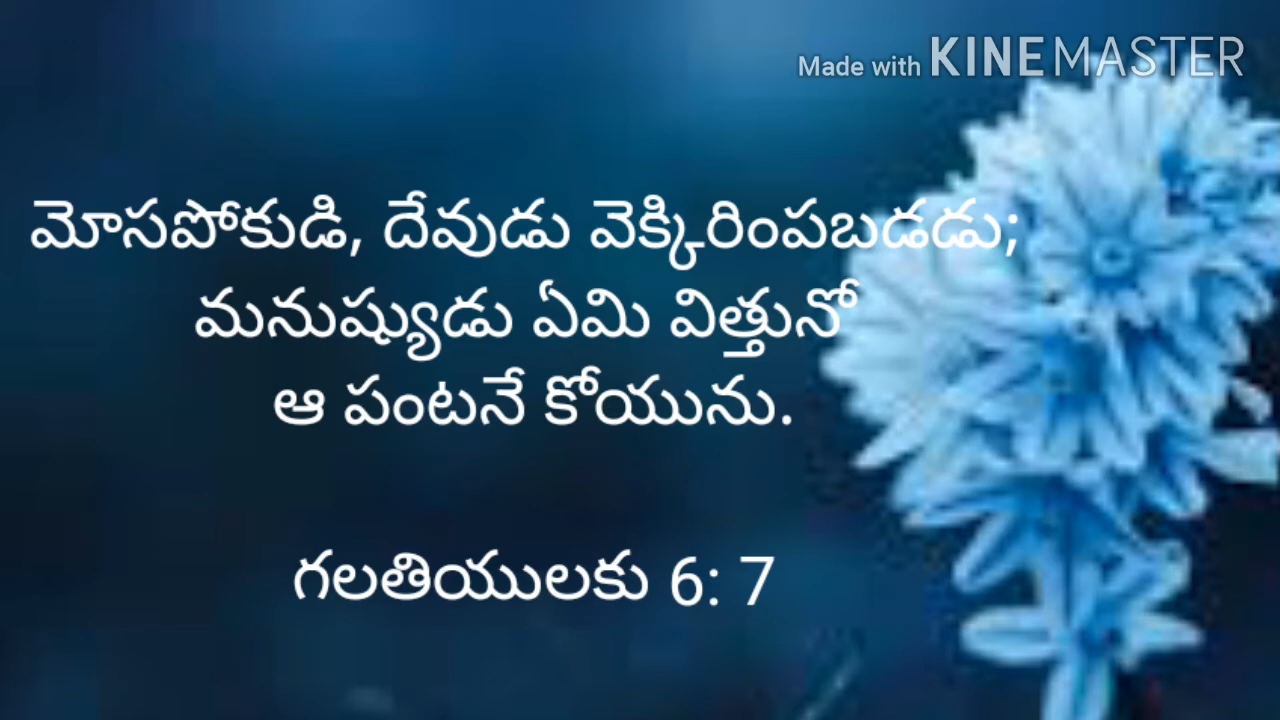 Made with KINEMASTER
మోసపోకుడి, దేవుడు వెక్కిరింపబడడు;
మనుష్యుడు ఏమి విత్తునో
ఆ పంటనే కోయును.
గలతియులకు 6: 7